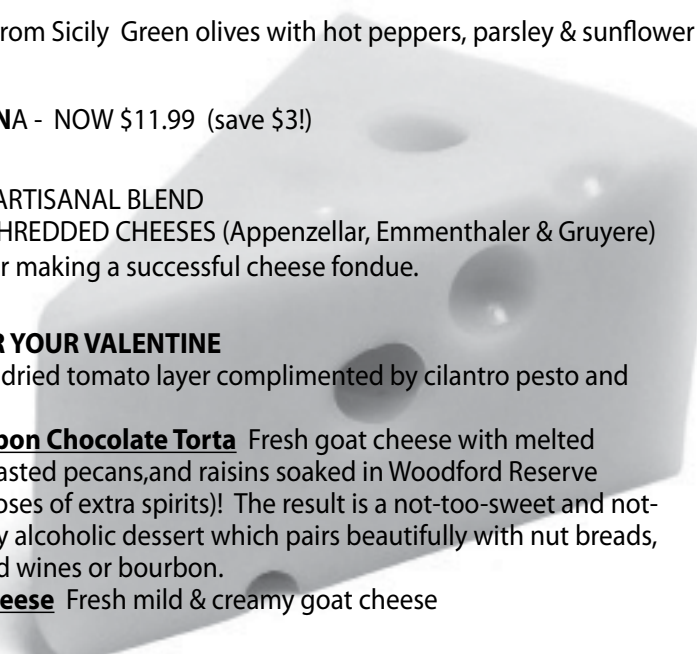 rom Sicily  Green olives with hot peppers, parsley & sunflower
NA -  NOW $11.99  (save $3!)
ARTISANAL BLEND
HREDDED CHEESES (Appenzellar, Emmenthaler & Gruyere)
r making a successful cheese fondue.
R YOUR VALENTINE
dried tomato layer complimented by cilantro pesto and
bon Chocolate Torta  Fresh goat cheese with melted
asted pecans,and raisins soaked in Woodford Reserve
oses of extra spirits)!  The result is a not-too-sweet and not-
y alcoholic dessert which pairs beautifully with nut breads,
d wines or bourbon.
eese  Fresh mild & creamy goat cheese